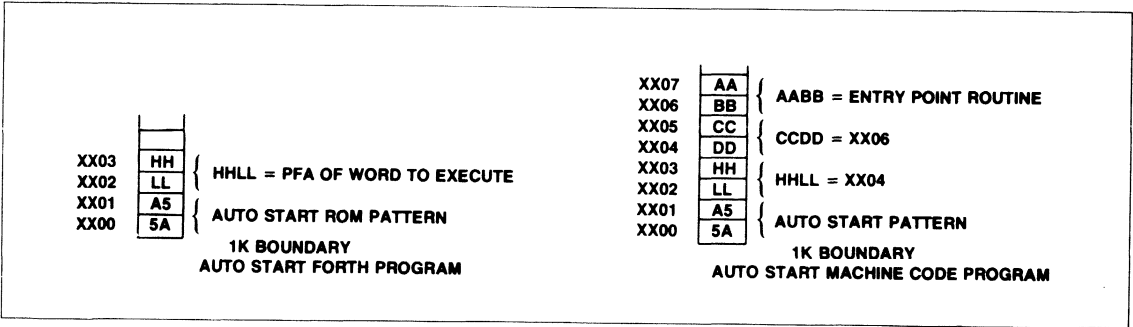 XX03 HH
XX02 LL
HHLL = PFA OF WORD TO EXECUTE
XX01 A5
XX00 5A
AUTO START ROM PATTERN
1K BOUNDARY
AUTO START FORTH PROGRAM
XX07 AA
XX06 BB
AABB = ENTRY POINT ROUTINE
XX05 CC
XX04 DD
CCDD = XX06
XX03 HH
XX02 LL
HHLL = XX04
XX01 A5
XX00 5A
AUTO START PATTERN
1K BOUNDARY
AUTO START MACHINE CODE PROGRAM